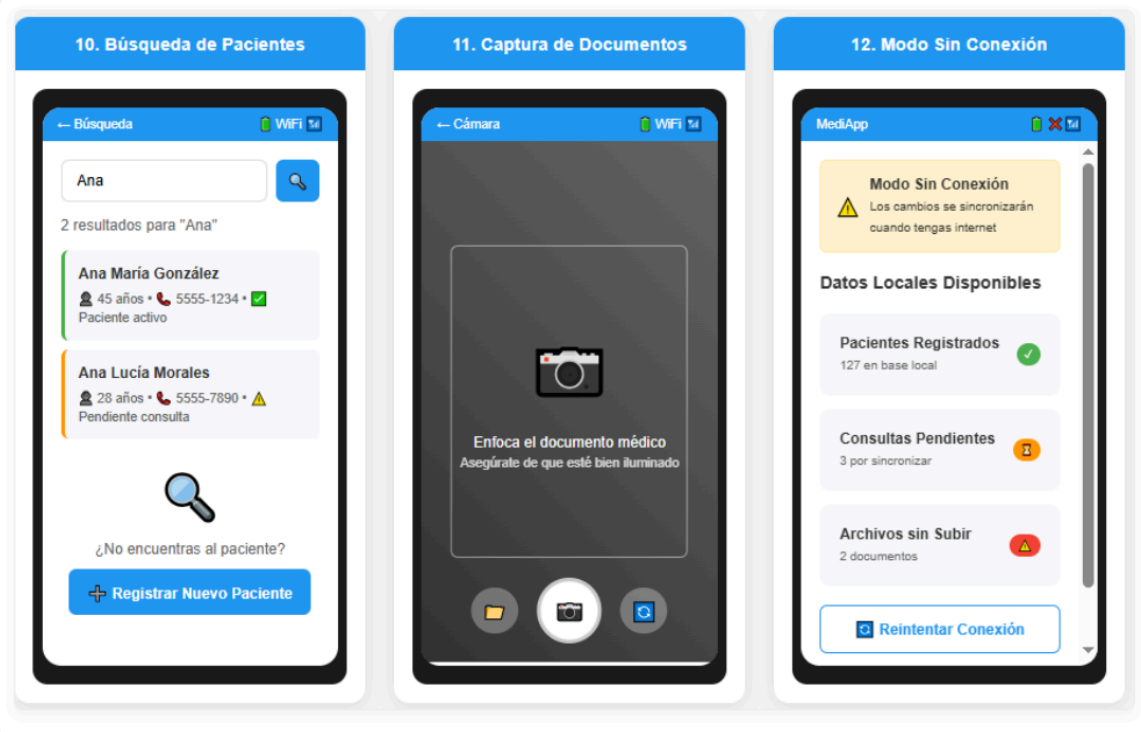 10. Búsqueda de Pacientes
← Búsqueda
WiFi
Ana
2 resultados para "Ana"
Ana María González
45 años • 5555-1234 •
Paciente activo
Ana Lucía Morales
28 años • 5555-7890 •
Pendiente consulta
¿No encuentras al paciente?
Registrar Nuevo Paciente
11. Captura de Documentos
← Cámara
WiFi
Enfoca el documento médico
Asegúrate de que esté bien iluminado
12. Modo Sin Conexión
MediApp
Modo Sin Conexión
Los cambios se sincronizarán
cuando tengas internet
Datos Locales Disponibles
Pacientes Registrados
127 en base local
Consultas Pendientes
3 por sincronizar
Archivos sin Subir
2 documentos
Reintentar Conexión